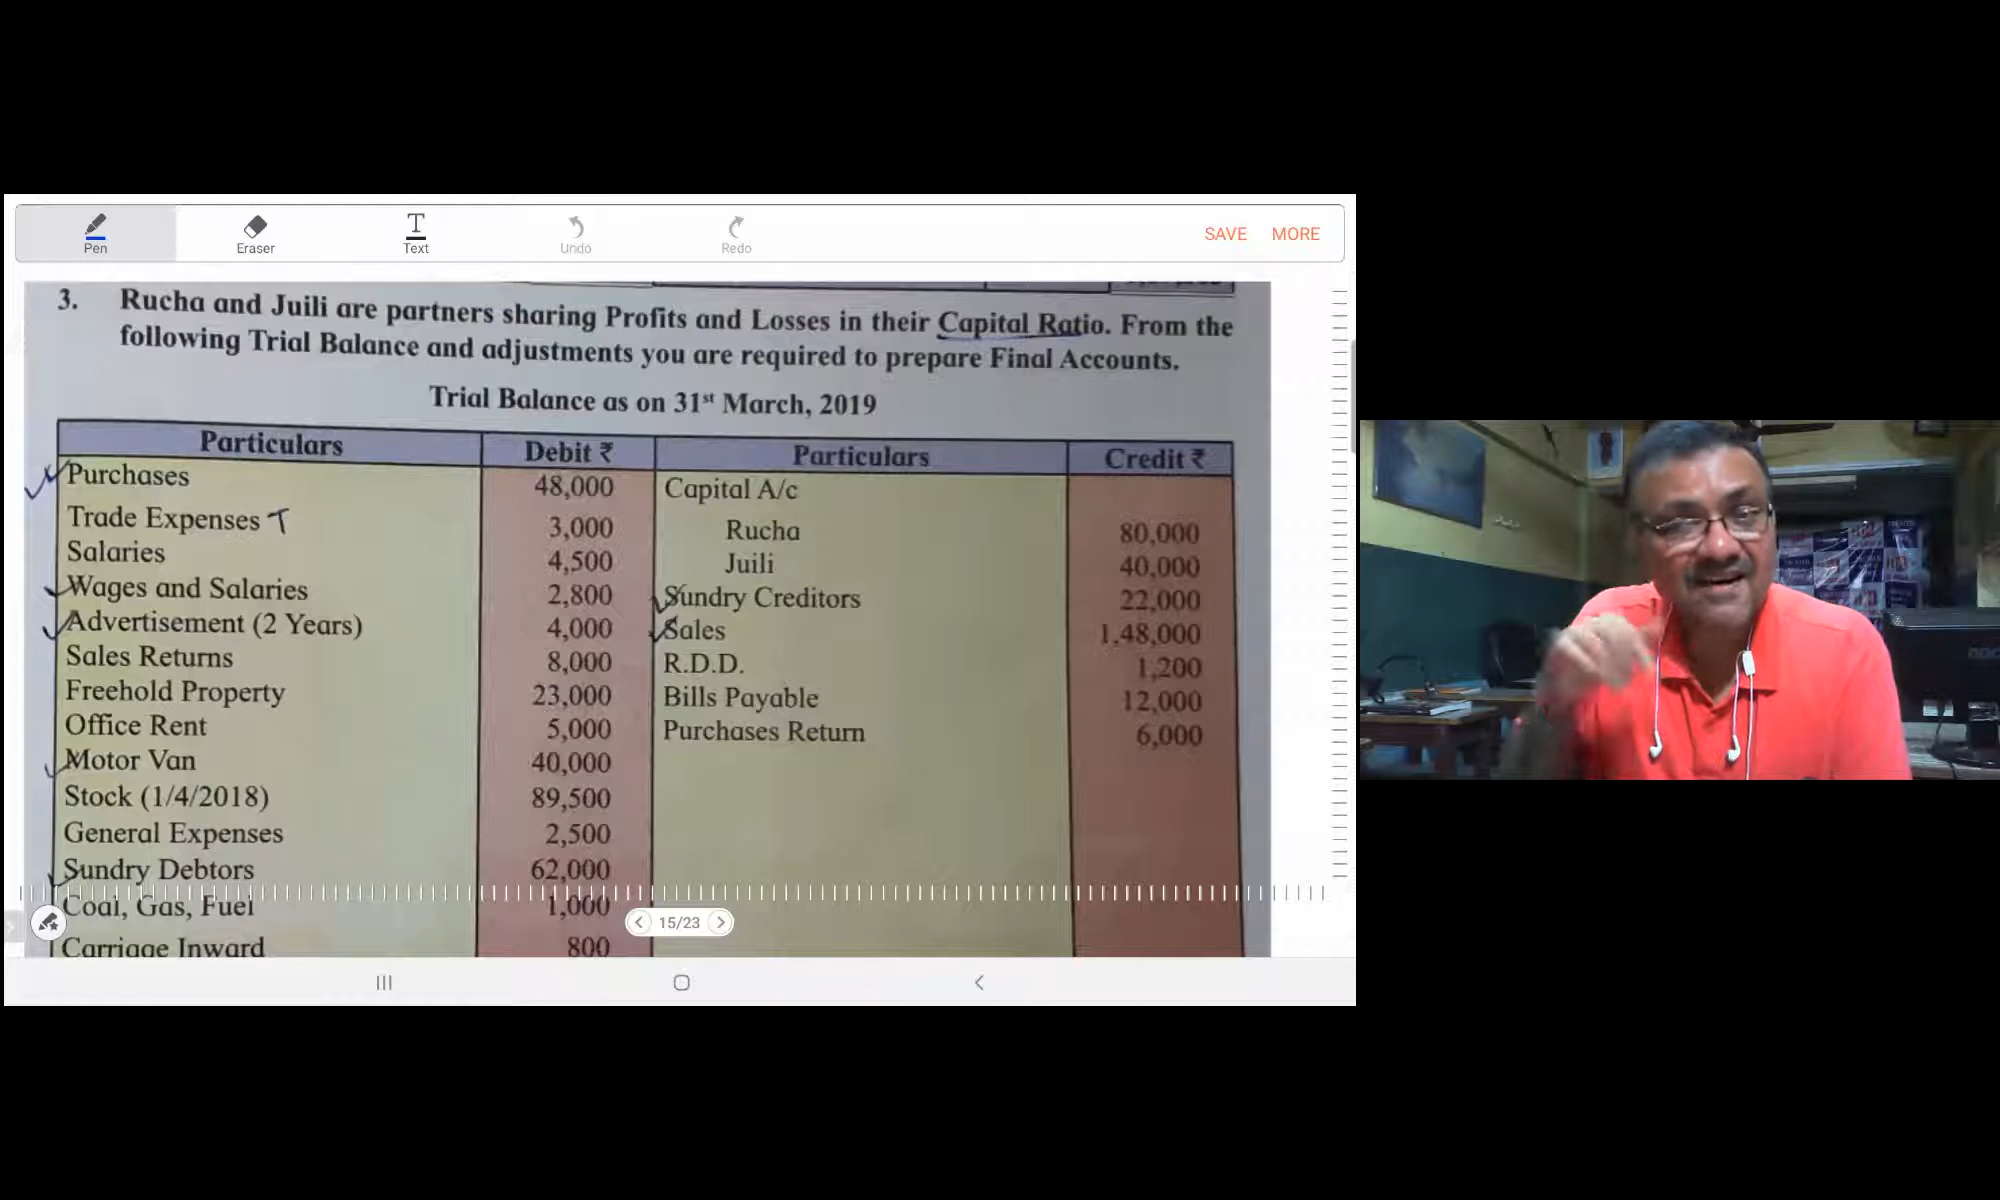 Pen
Eraser
T
Text
Undo
Redo
SAVE
MORE
3. Rucha and Juili are partners sharing Profits and Losses in their Capital Ratio. From the
following Trial Balance and adjustments you are required to prepare Final Accounts.
Trial Balance as on 31st March, 2019
Particulars Debit ₹ Particulars Credit ₹
Purchases 48,000 Capital A/c
Trade Expenses T 3,000 Rucha 80,000
Salaries 4,500 Juili 40,000
Wages and Salaries 2,800 Sundry Creditors 22,000
Advertisement (2 Years) 4,000 Sales 1,48,000
Sales Returns 8,000 R.D.D. 1,200
Freehold Property 23,000 Bills Payable 12,000
Office Rent 5,000 Purchases Return 6,000
Motor Van 40,000
Stock (1/4/2018) 89,500
General Expenses 2,500
Sundry Debtors 62,000
Coal, Gas, Fuel 1,000
Carriage Inward 800
15/23